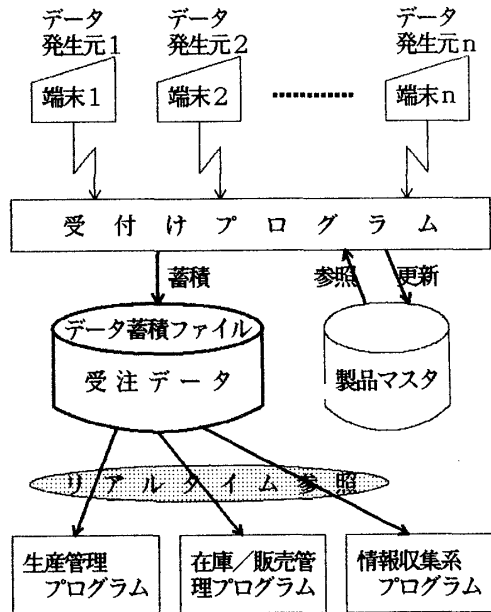 データ
発生元1
データ
発生元2
データ
発生元n
端末1
端末2
端末n
受付けプログラム
蓄積
参照
更新
データ蓄積ファイル
受注データ
製品マスタ
リアルタイム参照
生産管理
プログラム
在庫／販売管
理プログラム
情報収集系
プログラム